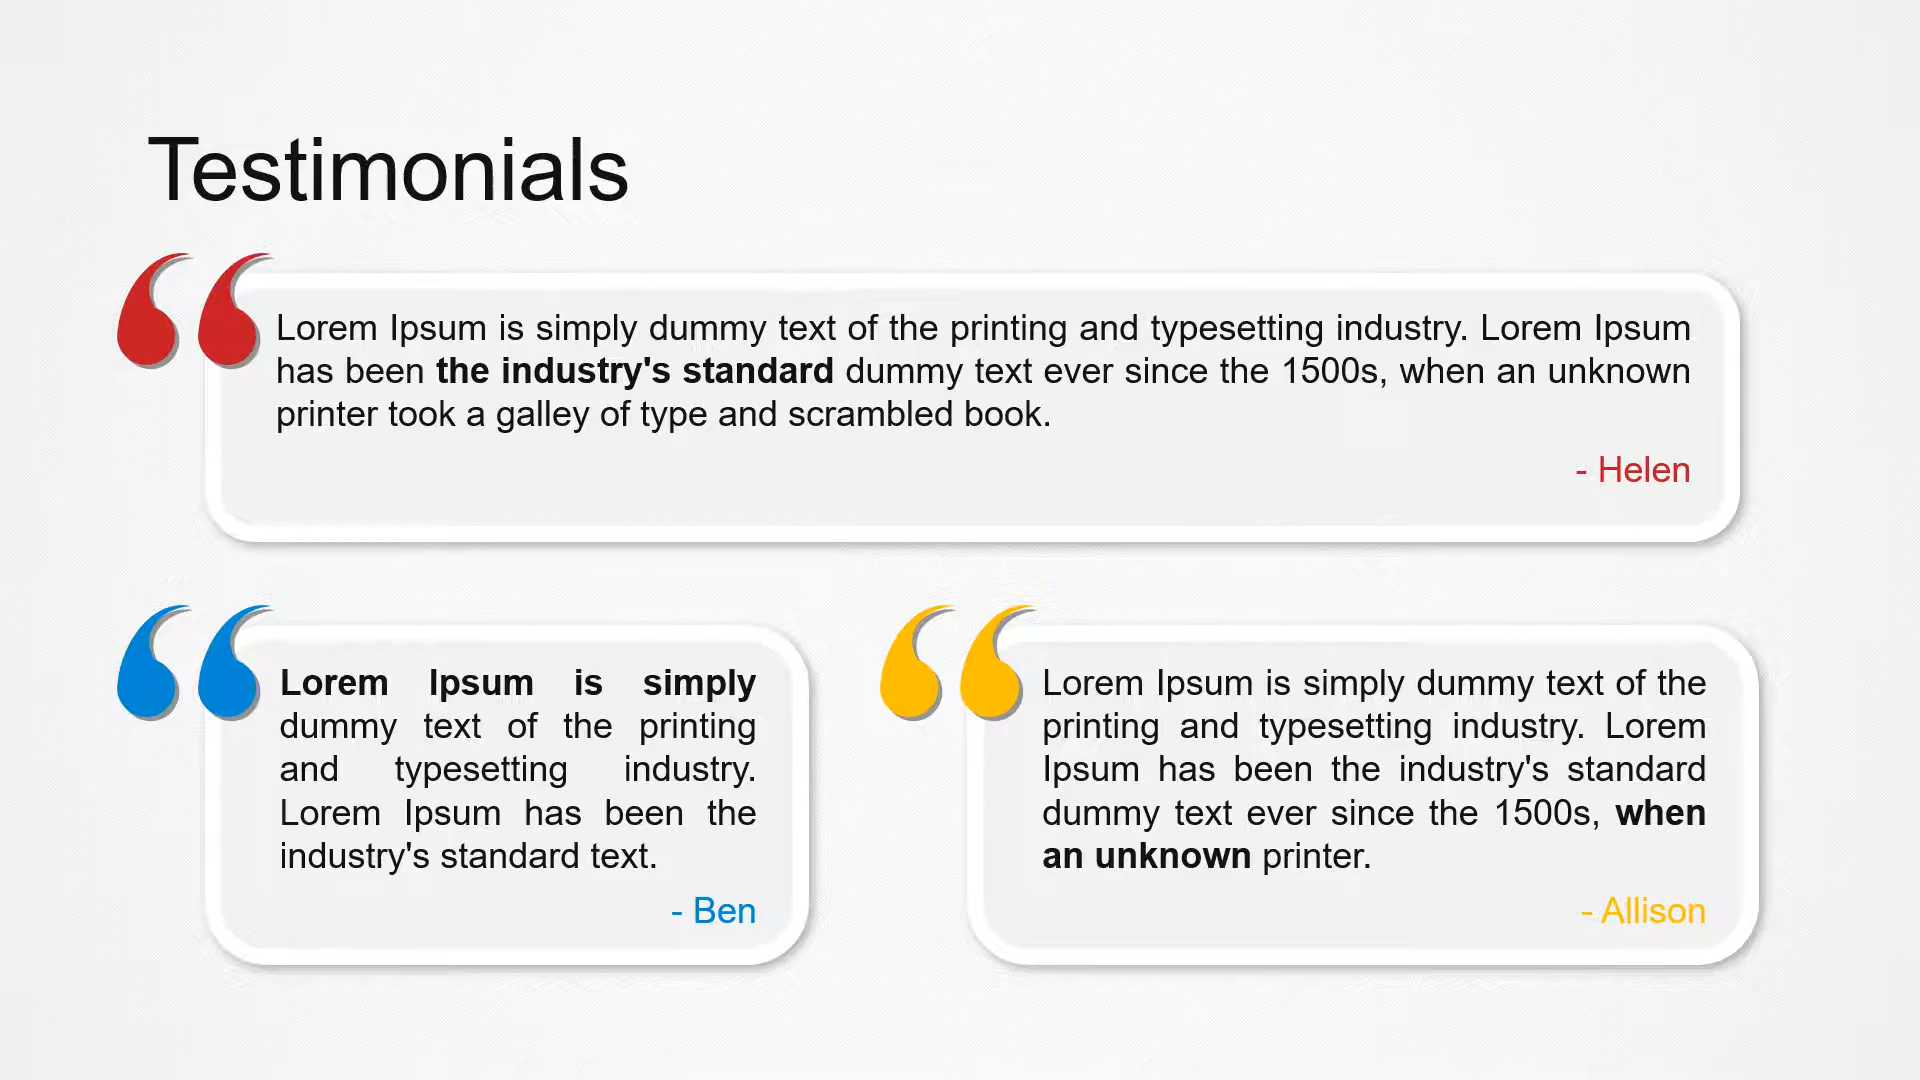 Testimonials
Lorem Ipsum is simply dummy text of the printing and typesetting industry. Lorem Ipsum
has been the industry's standard dummy text ever since the 1500s, when an unknown
printer took a galley of type and scrambled book.
- Helen
Lorem Ipsum is simply
dummy text of the printing
and typesetting industry.
Lorem Ipsum has been the
industry's standard text.
- Ben
Lorem Ipsum is simply dummy text of the
printing and typesetting industry. Lorem
Ipsum has been the industry's standard
dummy text ever since the 1500s, when
an unknown printer.
- Allison